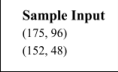 Sample Input
(175, 96)
(152, 48)